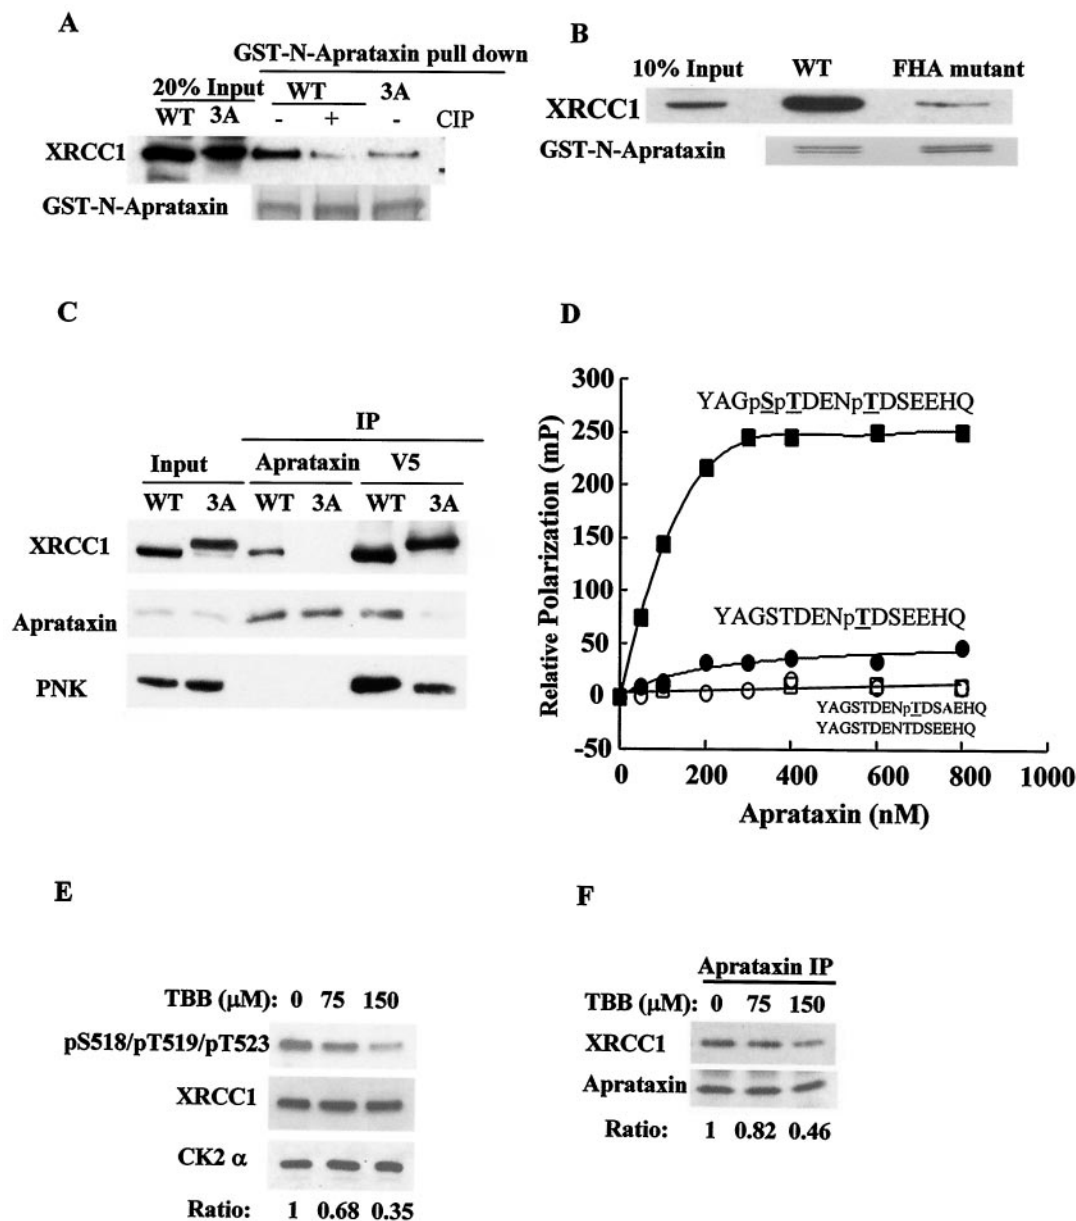 A
GST-N-Aprataxin pull down
20% Input WT 3A
WT 3A - + - CIP
XRCC1
GST-N-Aprataxin
B
10% Input WT FHA mutant
XRCC1
GST-N-Aprataxin
C
IP
Input Aprataxin V5
WT 3A WT 3A WT 3A
XRCC1
Aprataxin
PNK
D
Relative Polarization (mP)
300
250
200
150
100
50
0
-50
YAGpSpTDENpTDSEEHQ
YAGSTDENpTDSEEHQ
YAGSTDENpTDSAEHQ
YAGSTDENTDSEEHQ
0 200 400 600 800 1000
Aprataxin (nM)
E
TBB (μM): 0 75 150
pS518/pT519/pT523
XRCC1
CK2 α
Ratio: 1 0.68 0.35
F
Aprataxin IP
TBB (μM): 0 75 150
XRCC1
Aprataxin
Ratio: 1 0.82 0.46